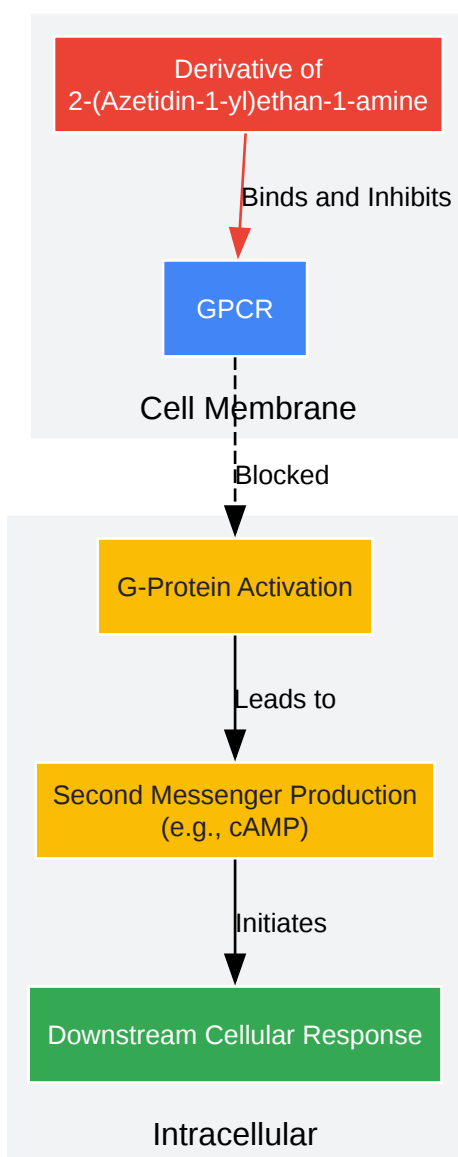 Derivative of
2-(Azetidin-1-yl)ethan-1-amine
Binds and Inhibits
GPCR
Cell Membrane
Blocked
G-Protein Activation
Leads to
Second Messenger Production
(e.g., cAMP)
Initiates
Downstream Cellular Response
Intracellular